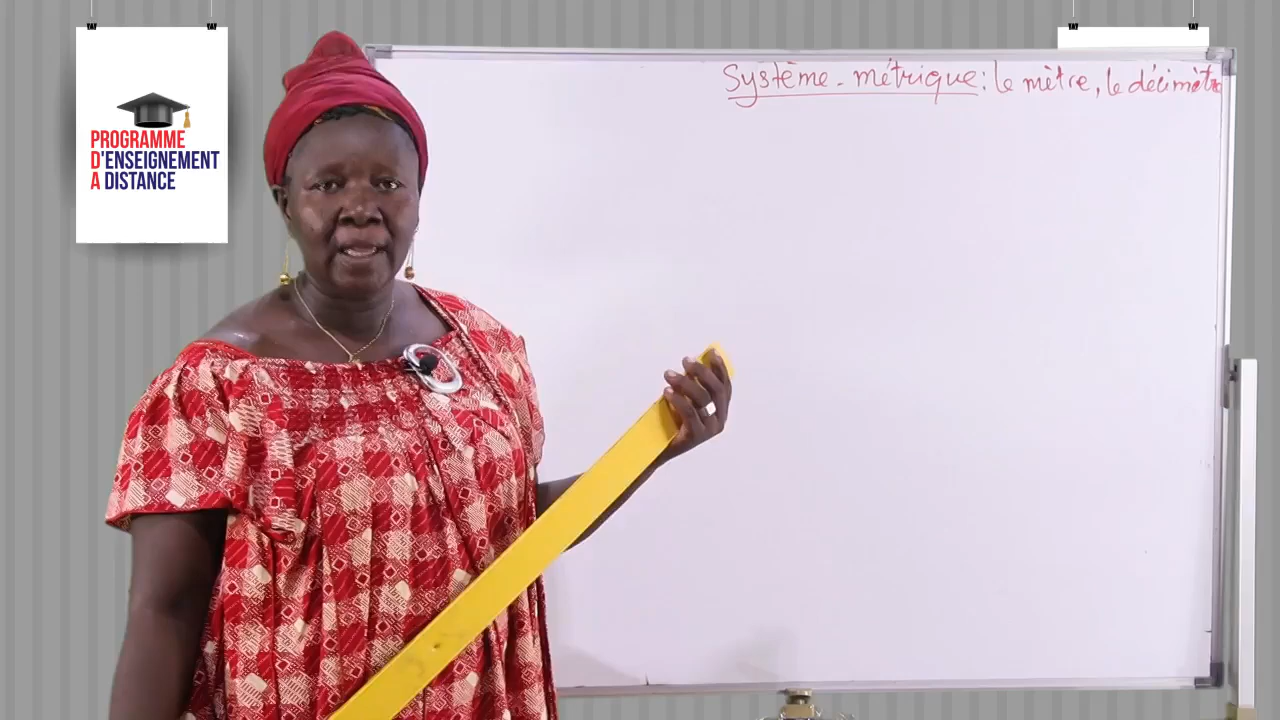 PROGRAMME
D'ENSEIGNEMENT
A DISTANCE
Système - métrique : le mètre, le décimètre